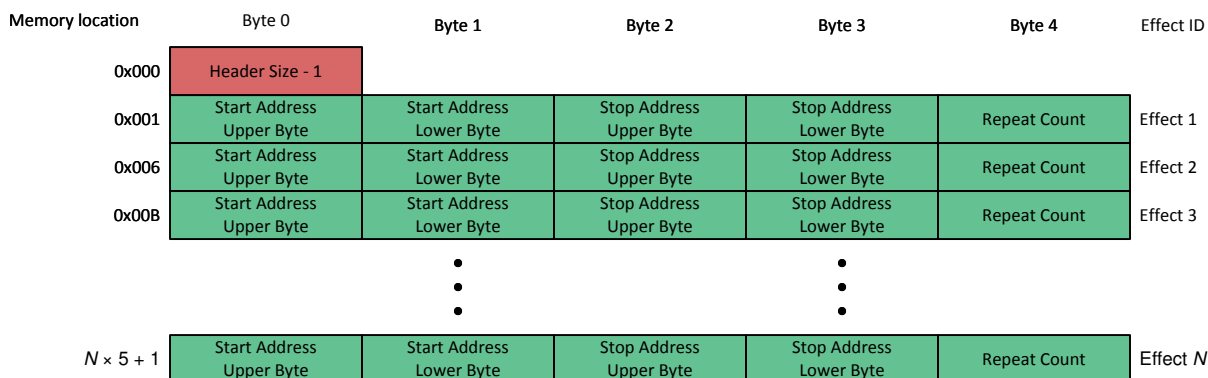 Memory location Byte 0 Byte 1 Byte 2 Byte 3 Byte 4 Effect ID
0x000 Header Size - 1
0x001 Start Address Upper Byte Start Address Lower Byte Stop Address Upper Byte Stop Address Lower Byte Repeat Count Effect 1
0x006 Start Address Upper Byte Start Address Lower Byte Stop Address Upper Byte Stop Address Lower Byte Repeat Count Effect 2
0x00B Start Address Upper Byte Start Address Lower Byte Stop Address Upper Byte Stop Address Lower Byte Repeat Count Effect 3
N × 5 + 1 Start Address Upper Byte Start Address Lower Byte Stop Address Upper Byte Stop Address Lower Byte Repeat Count Effect N